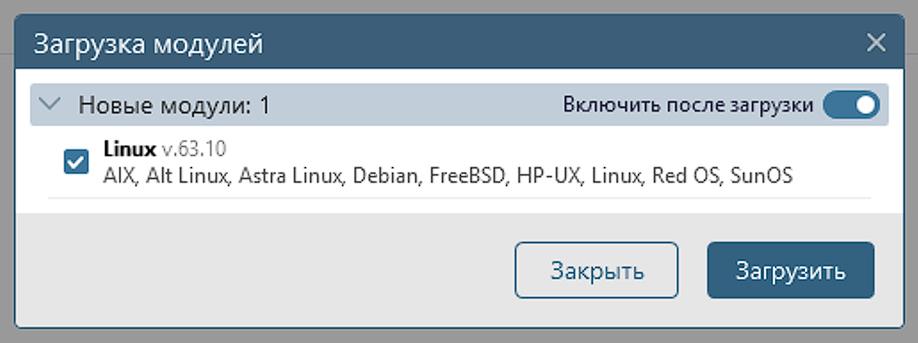 Загрузка модулей
Новые модули: 1 Включить после загрузки
Linux v.63.10
AIX, Alt Linux, Astra Linux, Debian, FreeBSD, HP-UX, Linux, Red OS, SunOS
Закрыть Загрузить